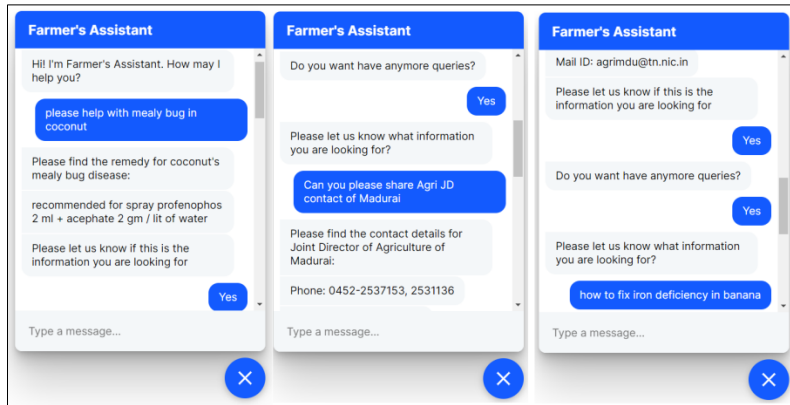 Farmer's Assistant
Hi! I'm Farmer's Assistant. How may I
help you?
please help with mealy bug in
coconut
Please find the remedy for coconut's
mealy bug disease:
recommended for spray profenophos
2 ml + acephate 2 gm / lit of water
Please let us know if this is the
information you are looking for
Yes
Type a message...
Farmer's Assistant
Do you want have anymore queries?
Yes
Please let us know what information
you are looking for?
Can you please share Agri JD
contact of Madurai
Please find the contact details for
Joint Director of Agriculture of
Madurai:
Phone: 0452-2537153, 2531136
Type a message...
Farmer's Assistant
Mail ID: agrimdu@tn.nic.in
Please let us know if this is the
information you are looking for
Yes
Do you want have anymore queries?
Yes
Please let us know what information
you are looking for?
how to fix iron deficiency in banana
Type a message...